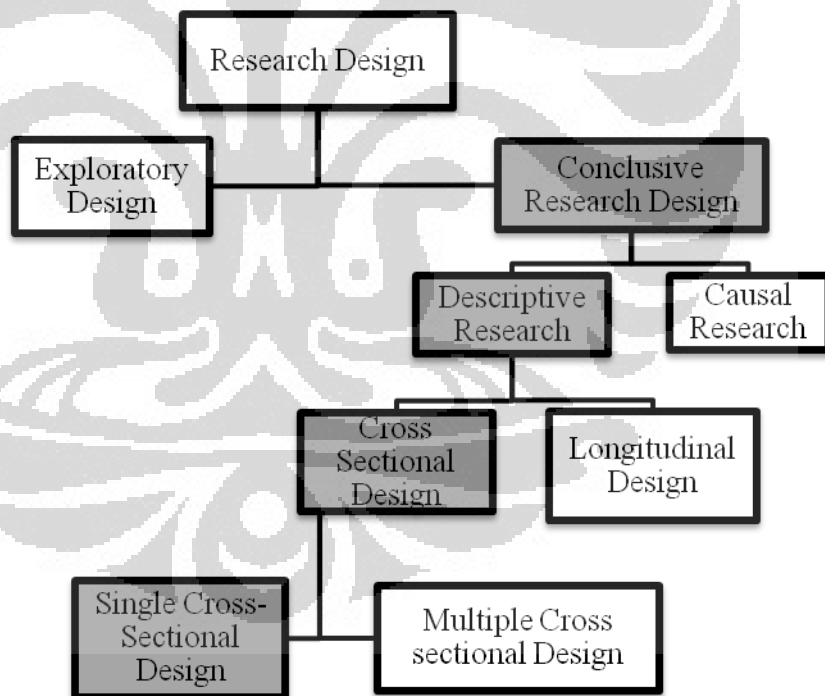 Research Design
Exploratory
Design
Conclusive
Research Design
Descriptive
Research
Causal
Research
Cross
Sectional
Design
Longitudinal
Design
Single Cross-
Sectional
Design
Multiple Cross
sectional Design